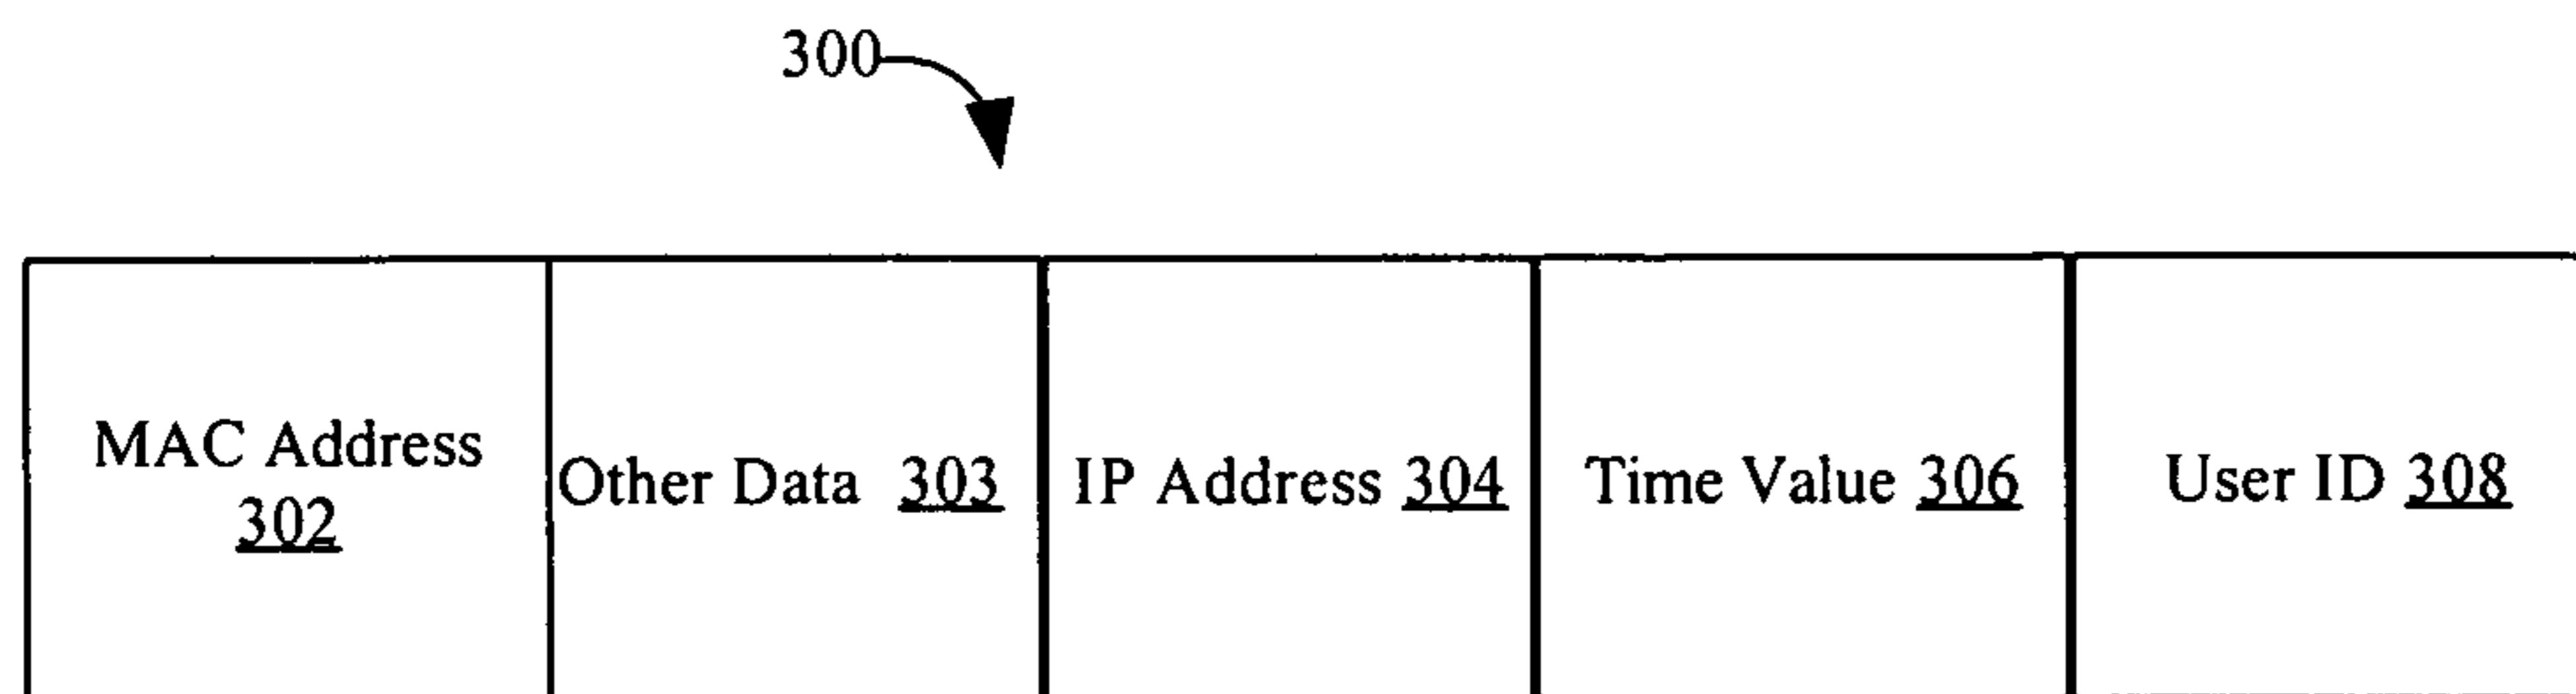 300
MAC Address
302
Other Data 303
IP Address 304
Time Value 306
User ID 308